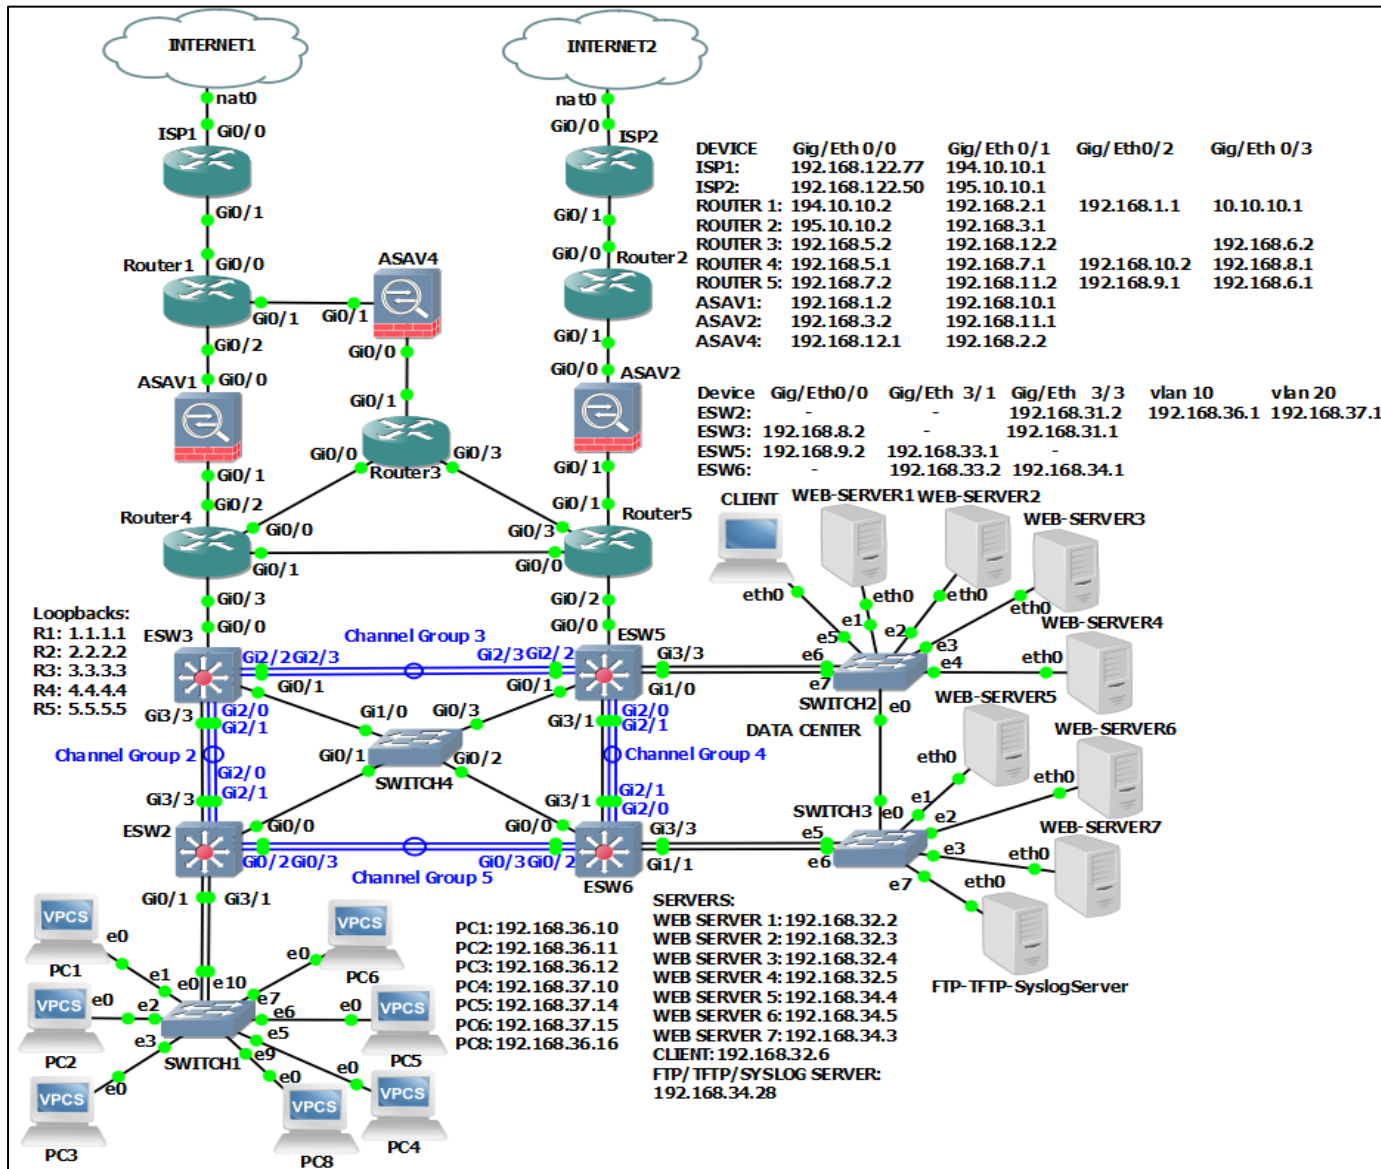 INTERNET1
INTERNET2
nat0
nat0
Gi0/0
Gi0/0
ISP1
ISP2
DEVICE Gig/Eth 0/0 Gig/Eth 0/1 Gig/Eth0/2 Gig/Eth 0/3
ISP1: 192.168.122.77 194.10.10.1
ISP2: 192.168.122.50 195.10.10.1
ROUTER 1: 194.10.10.2 192.168.2.1 192.168.1.1 10.10.10.1
ROUTER 2: 195.10.10.2 192.168.3.1
ROUTER 3: 192.168.5.2 192.168.12.2 192.168.6.2
ROUTER 4: 192.168.5.1 192.168.7.1 192.168.10.2 192.168.8.1
ROUTER 5: 192.168.7.2 192.168.11.2 192.168.9.1 192.168.6.1
ASAV1: 192.168.1.2 192.168.10.1
ASAV2: 192.168.3.2 192.168.11.1
ASAV4: 192.168.12.1 192.168.2.2
Gi0/1
Gi0/1
Gi0/0
Router2
Router1
Gi0/0
ASAV4
Gi0/1
Gi0/1
Gi0/2
Gi0/0
Gi0/1
Gi0/0
ASAV1
Gi0/0
ASAV2
Gi0/1
Device Gig/Eth0/0 Gig/Eth 3/1 Gig/Eth 3/3 vlan 10 vlan 20
ESW2: - - 192.168.31.2 192.168.36.1 192.168.37.1
ESW3: 192.168.8.2 - 192.168.31.1
ESW5: 192.168.9.2 192.168.33.1 -
ESW6: - 192.168.33.2 192.168.34.1
Gi0/0
Gi0/3
Router3
Gi0/1
Gi0/1
Gi0/2
Gi0/1
Router4
Router5
Gi0/0
Gi0/3
Gi0/1
Gi0/0
Gi0/3
Gi0/2
Gi0/0
Gi0/0
ESW3
ESW5
Loopbacks:
R1: 1.1.1.1
R2: 2.2.2.2
R3: 3.3.3.3
R4: 4.4.4.4
R5: 5.5.5.5
Channel Group 3
Gi2/2 Gi2/3
Gi2/3 Gi2/2
Gi0/1
Gi0/1
Gi3/3
Gi1/0
Gi3/3
Gi2/0
Gi2/1
Gi1/0
Gi0/3
Gi3/1
Gi2/0
Gi2/1
Channel Group 2
Gi0/1
Gi0/2
SWITCH4
Channel Group 4
Gi2/0
Gi2/1
Gi3/3
Gi3/1
Gi2/1
Gi2/0
ESW2
Gi0/0
Gi0/0
Gi0/2 Gi0/3
Gi0/3 Gi0/2
Channel Group 5
ESW6
Gi3/3
Gi1/1
Gi0/1
Gi3/1
CLIENT
WEB-SERVER1
WEB-SERVER2
WEB-SERVER3
WEB-SERVER4
eth0
eth0
eth0
eth0
eth0
e1
e2
e3
e4
e5
e6
e7
SWITCH2
e0
DATA CENTER
WEB-SERVER5
WEB-SERVER6
WEB-SERVER7
eth0
eth0
eth0
eth0
SWITCH3
e0
e1
e2
e3
e5
e6
e7
FTP-TFTP-SyslogServer
VPCS
e0
PC1
VPCS
e0
PC6
VPCS
e0
PC2
VPCS
e0
PC5
VPCS
e0
PC3
VPCS
e0
PC8
VPCS
e0
PC4
e1
e0
e10
e7
e2
e6
e3
e5
e9
SWITCH1
PC1: 192.168.36.10
PC2: 192.168.36.11
PC3: 192.168.36.12
PC4: 192.168.37.10
PC5: 192.168.37.14
PC6: 192.168.37.15
PC8: 192.168.36.16
SERVERS:
WEB SERVER 1: 192.168.32.2
WEB SERVER 2: 192.168.32.3
WEB SERVER 3: 192.168.32.4
WEB SERVER 4: 192.168.32.5
WEB SERVER 5: 192.168.34.4
WEB SERVER 6: 192.168.34.5
WEB SERVER 7: 192.168.34.3
CLIENT: 192.168.32.6
FTP/TFTP/SYSLOG SERVER:
192.168.34.28